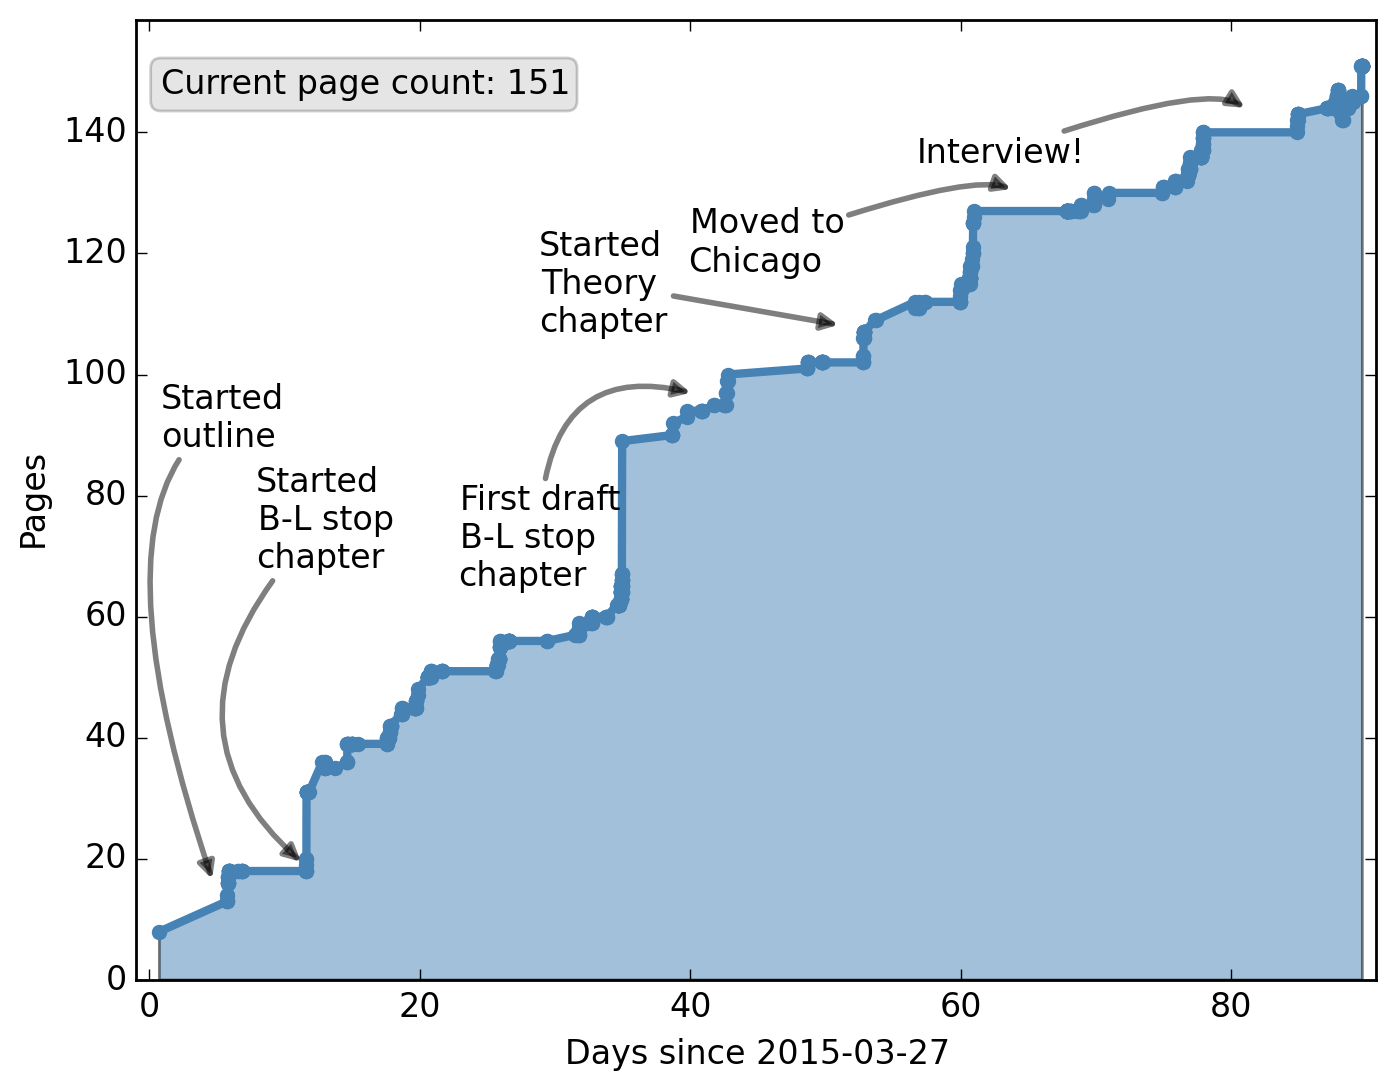 Current page count: 151
Interview!
Moved to
Chicago
Started
Theory
chapter
Started
outline
Started
B-L stop
chapter
First draft
B-L stop
chapter
Pages
0
20
40
60
80
100
120
140
0
20
40
60
80
Days since 2015-03-27